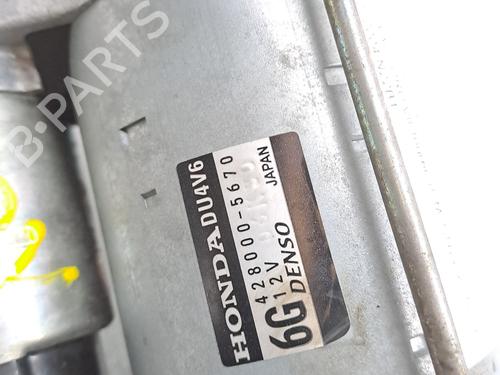 B-PARTS
HONDA DU4V6
428000-5670
12V JAPAN
6G DENSO